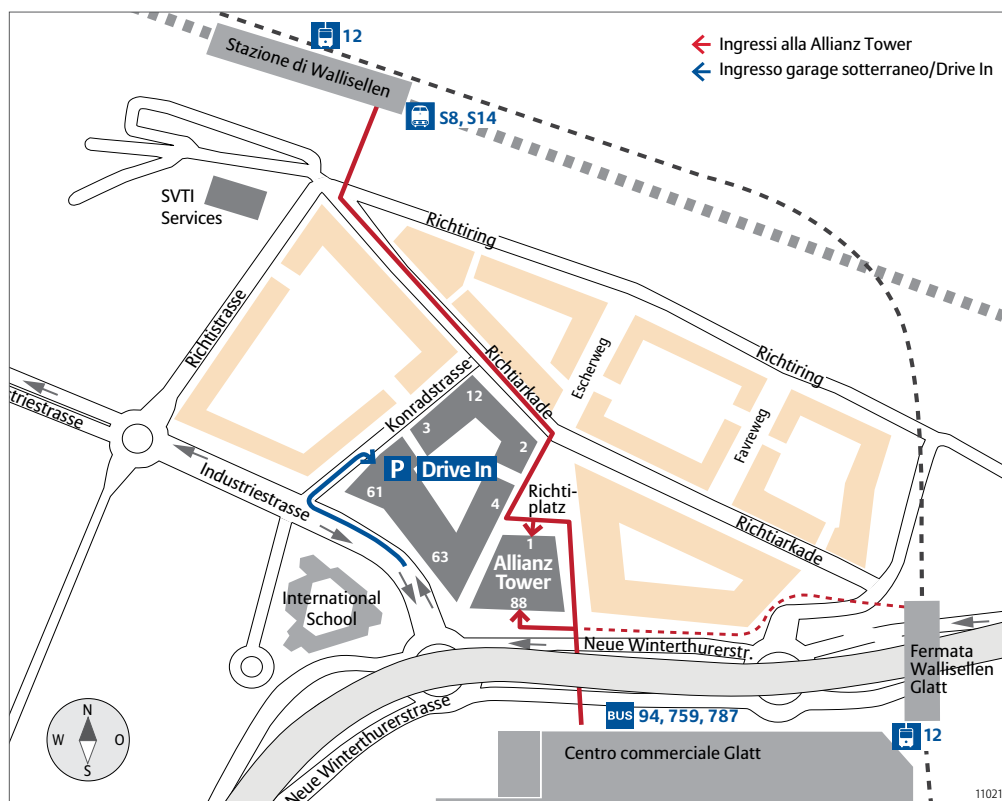 12
Stazione di Wallisellen
S8, S14
Ingressi alla Allianz Tower
Ingresso garage sotterraneo/Drive In
SVTI
Services
Richtiring
Richtistrasse
Richtiarkade
Konradstrasse
Escherweg
Richtiring
Favreweg
striestrasse
12
3
2
P Drive In
61
4
63
Richti-
platz
Richtiarkade
Industriestrasse
1
Allianz
Tower
88
International
School
Neue Winterthurerstr.
Fermata
Wallisellen
Glatt
N
W O
S
Neue Winterthurerstrasse
BUS 94, 759, 787
12
Centro commerciale Glatt
11021